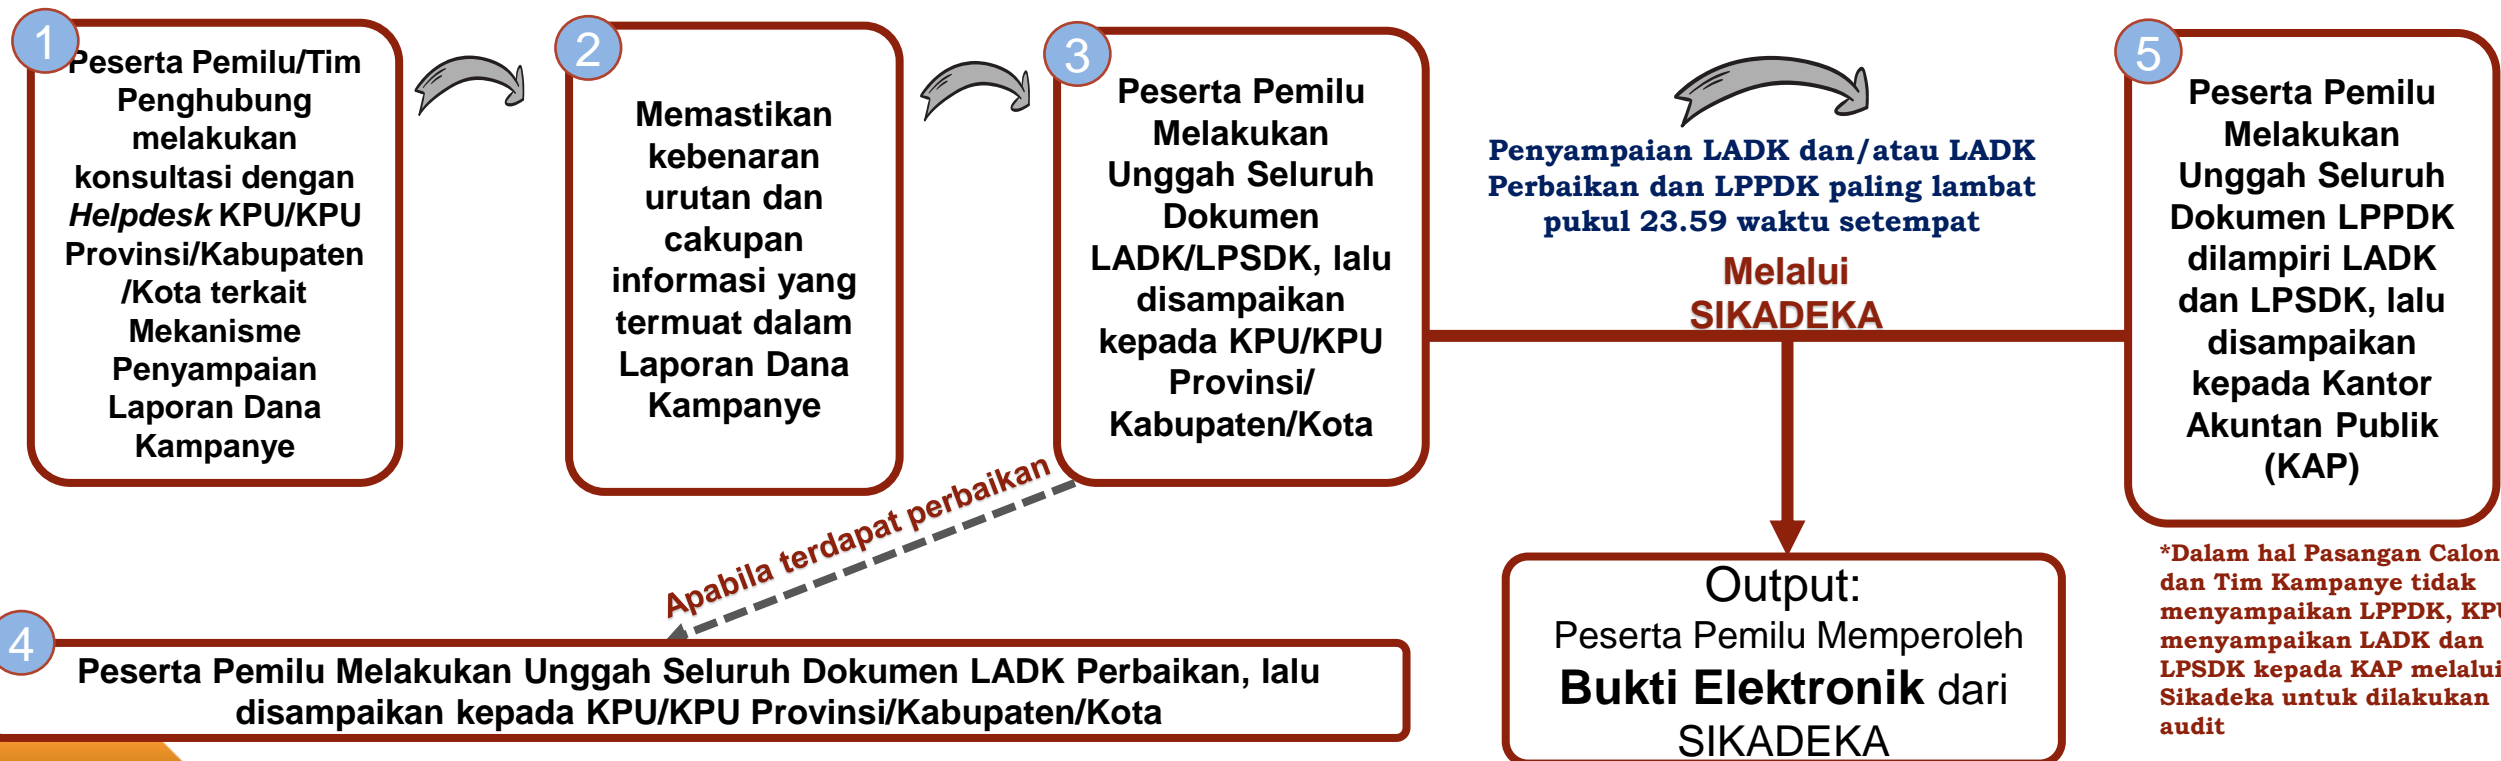 1
Peserta Pemilu/Tim
Penghubung
melakukan
konsultasi dengan
Helpdesk KPU/KPU
Provinsi/Kabupaten
/Kota terkait
Mekanisme
Penyampaian
Laporan Dana
Kampanye
2
Memastikan
kebenaran
urutan dan
cakupan
informasi yang
termuat dalam
Laporan Dana
Kampanye
3
Peserta Pemilu
Melakukan
Unggah Seluruh
Dokumen
LADK/LPSDK, lalu
disampaikan
kepada KPU/KPU
Provinsi/
Kabupaten/Kota
Penyampaian LADK dan/atau LADK
Perbaikan dan LPPDK paling lambat
pukul 23.59 waktu setempat
Melalui
SIKADEKA
5
Peserta Pemilu
Melakukan
Unggah Seluruh
Dokumen LPPDK
dilampiri LADK
dan LPSDK, lalu
disampaikan
kepada Kantor
Akuntan Publik
(KAP)
Apabila terdapat perbaikan
4
Peserta Pemilu Melakukan Unggah Seluruh Dokumen LADK Perbaikan, lalu
disampaikan kepada KPU/KPU Provinsi/Kabupaten/Kota
Output:
Peserta Pemilu Memperoleh
Bukti Elektronik dari
SIKADEKA
*Dalam hal Pasangan Calon
dan Tim Kampanye tidak
menyampaikan LPPDK, KPU
menyampaikan LADK dan
LPSDK kepada KAP melalui
Sikadeka untuk dilakukan
audit